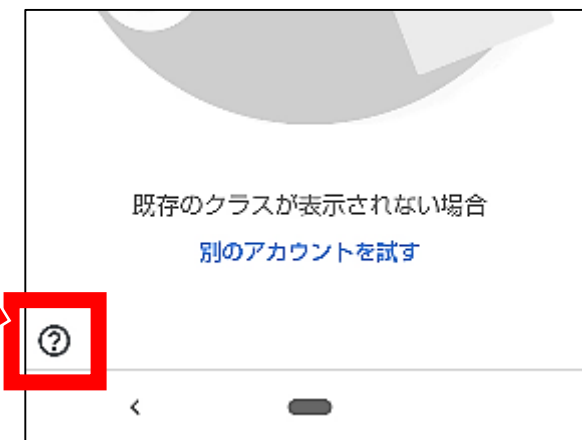 既存のクラスが表示されない場合
別のアカウントを試す
?